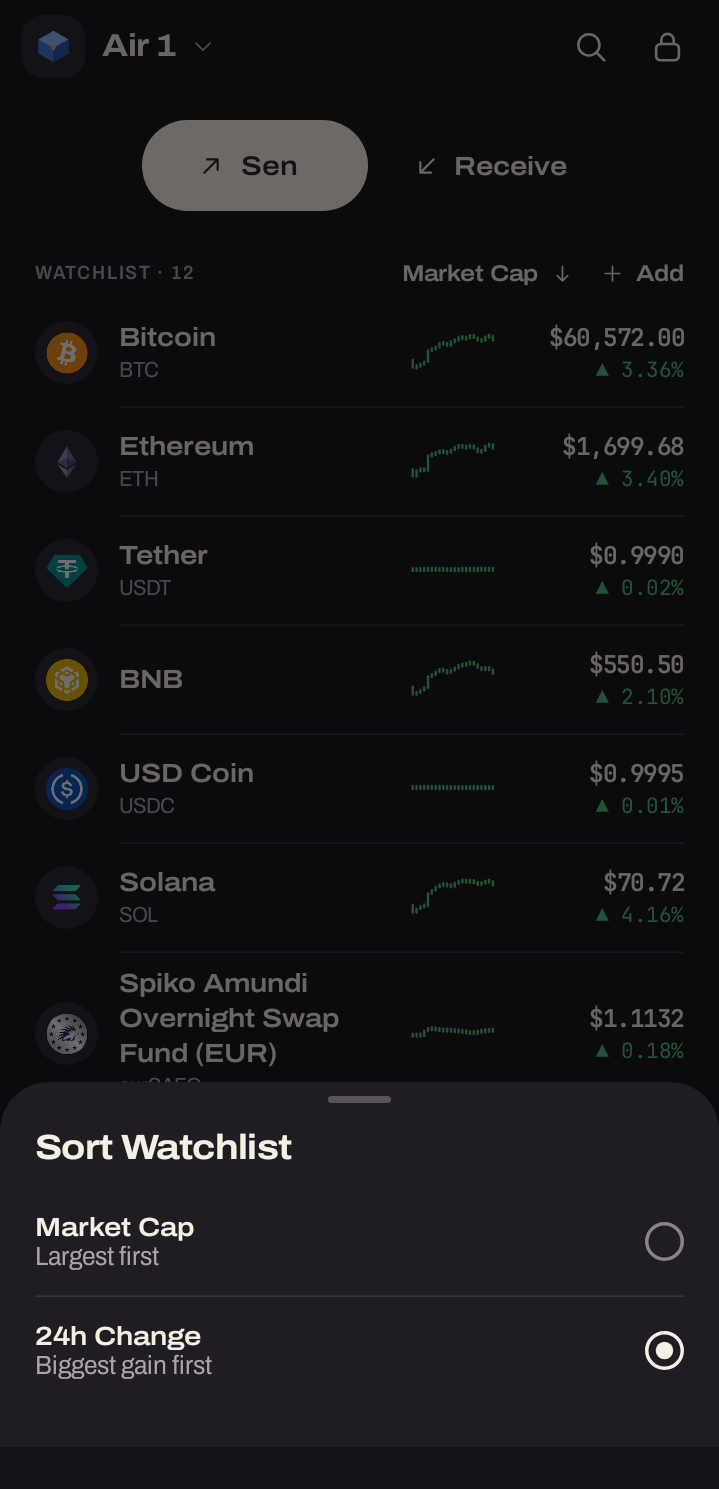 Air 1
Sen
Receive
WATCHLIST · 12
Market Cap ↓ + Add
Bitcoin
$60,572.00
BTC
▲ 3.36%
Ethereum
$1,699.68
ETH
▲ 3.40%
Tether
$0.9990
USDT
▲ 0.02%
BNB
$550.50
▲ 2.10%
USD Coin
$0.9995
USDC
▲ 0.01%
Solana
$70.72
SOL
▲ 4.16%
Spiko Amundi
Overnight Swap
Fund (EUR)
$1.1132
▲ 0.18%
Sort Watchlist
Market Cap
Largest first
24h Change
Biggest gain first